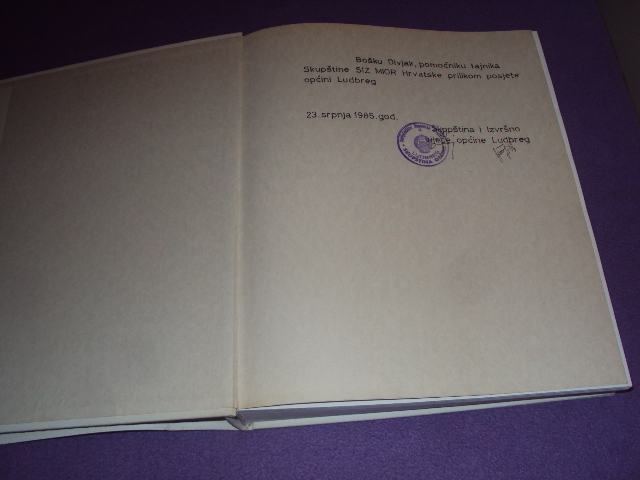 Bošku Divjak, pomoćniku tajnika
Skupštine SIZ MIOR Hrvatske prilikom posjete
općini Ludbreg
23. srpnja 1985. god.
Skppština i Izvršno
vijeće općine Ludbreg
SKUPŠTINA